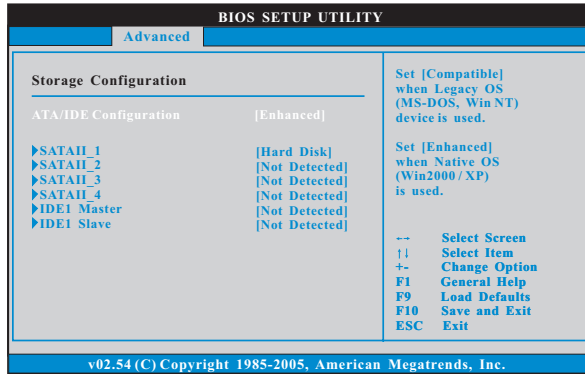 BIOS SETUP UTILITY
Advanced
Storage Configuration
ATA/IDE Configuration [Enhanced]
SATAII_1 [Hard Disk]
SATAII_2 [Not Detected]
SATAII_3 [Not Detected]
SATAII_4 [Not Detected]
IDE1 Master [Not Detected]
IDE1 Slave [Not Detected]
Set [Compatible]
when Legacy OS
(MS-DOS, Win NT)
device is used.
Set [Enhanced]
when Native OS
(Win2000 / XP)
is used.
←→ Select Screen
↑↓ Select Item
+- Change Option
F1 General Help
F9 Load Defaults
F10 Save and Exit
ESC Exit
v02.54 (C) Copyright 1985-2005, American Megatrends, Inc.